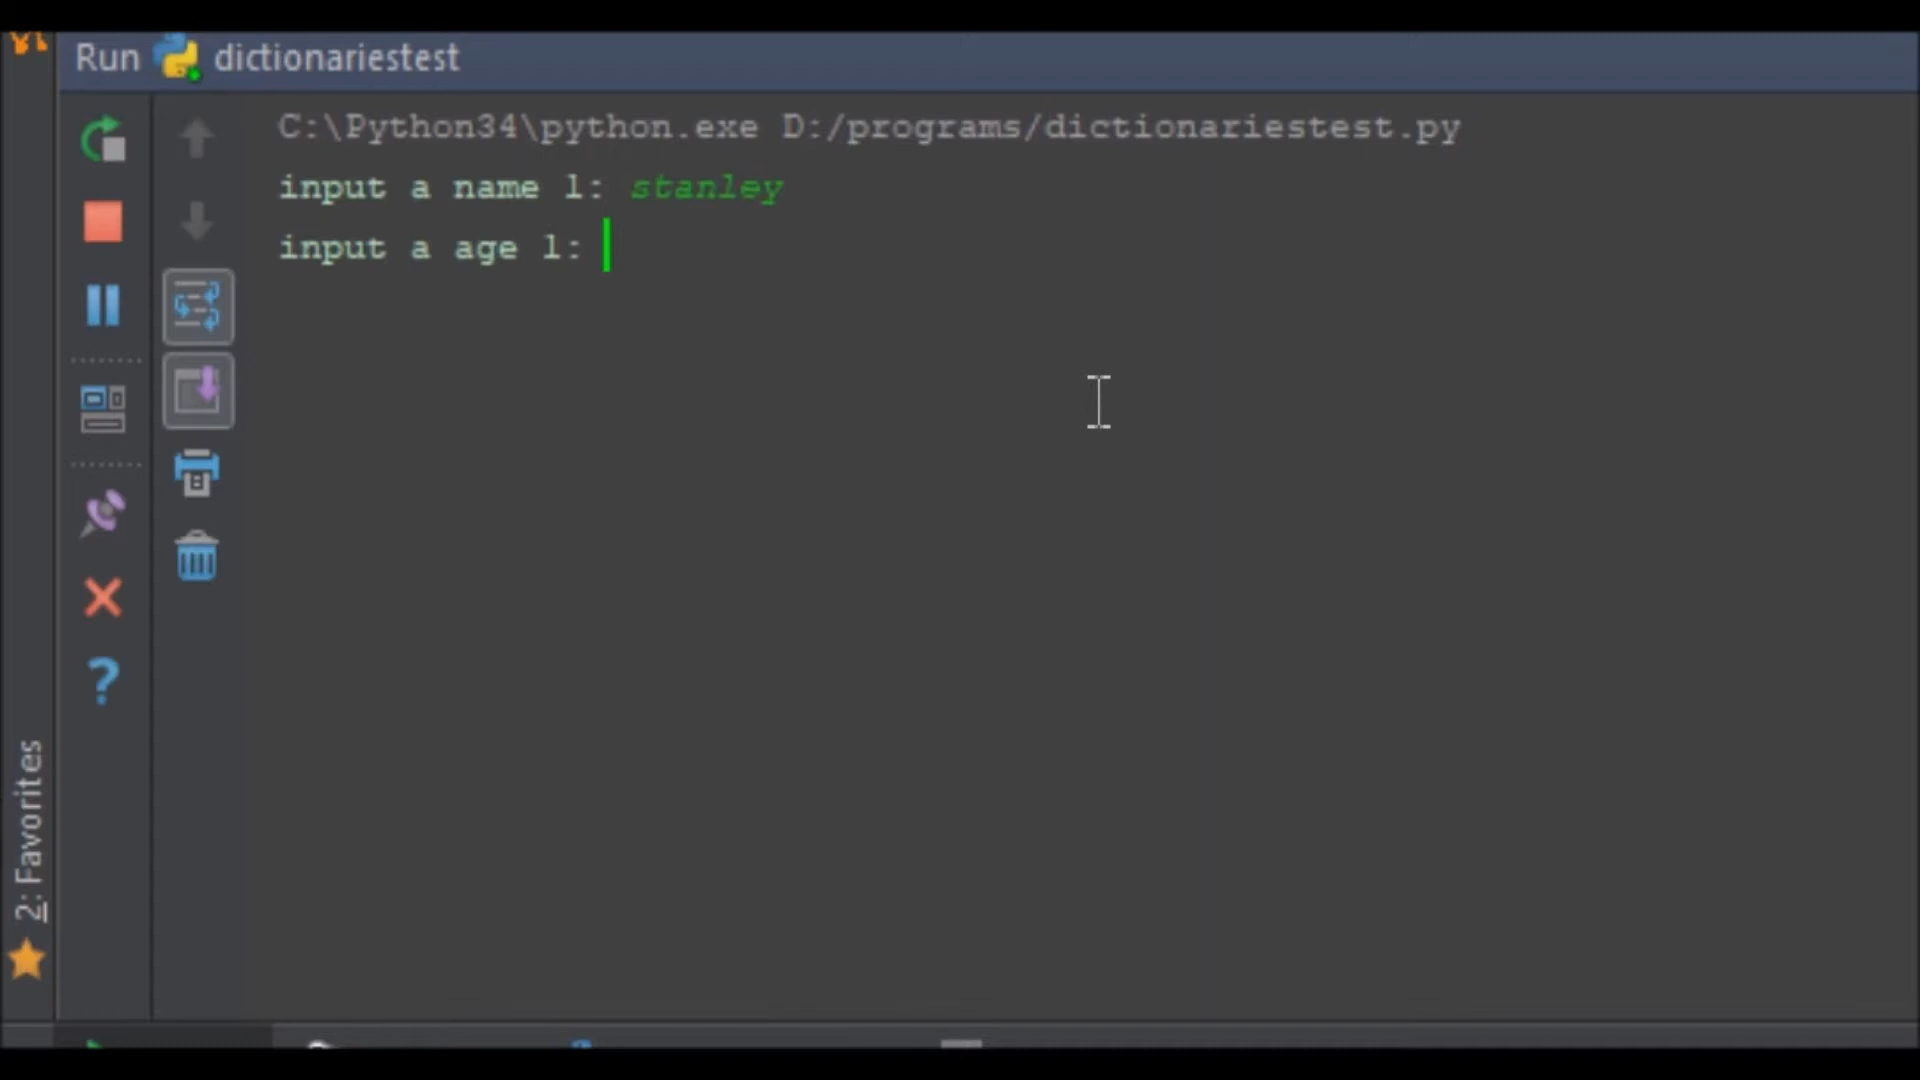 Run dictionariestest
C:\Python34\python.exe D:/programs/dictionariestest.py
input a name 1: stanley
input a age 1:
2: Favorites